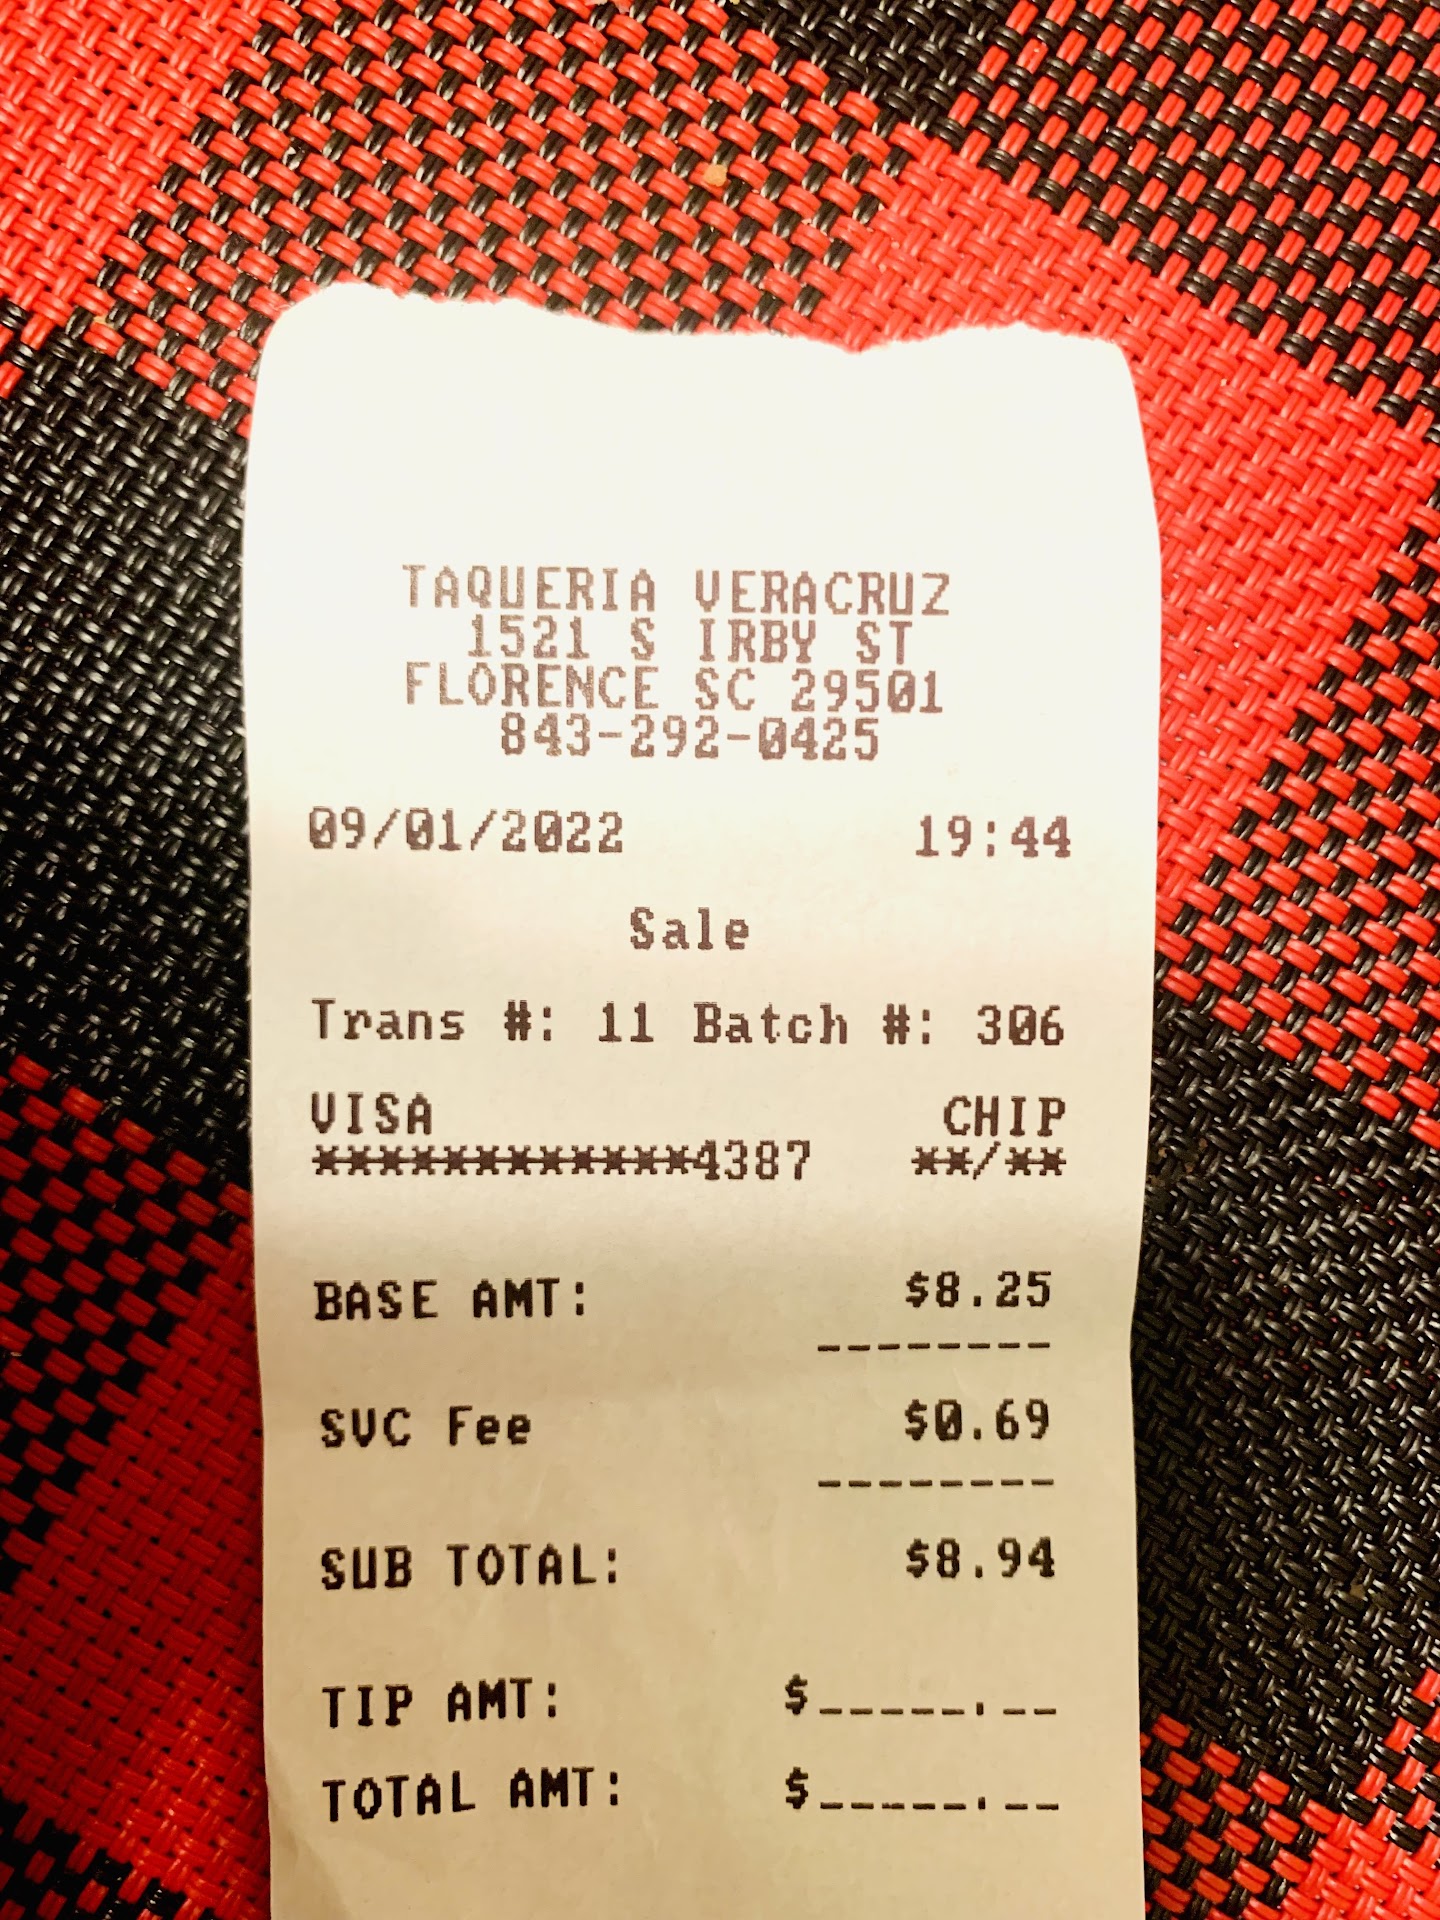 TAQUERIA VERACRUZ
1521 S IRBY ST
FLORENCE SC 29501
843-292-0425
09/01/2022 19:44
Sale
Trans #: 11 Batch #: 306
VISA CHIP
************4387 **/**
BASE AMT: $8.25
--------
SVC Fee $0.69
--------
SUB TOTAL: $8.94
TIP AMT: $_____.__
TOTAL AMT: $_____.__